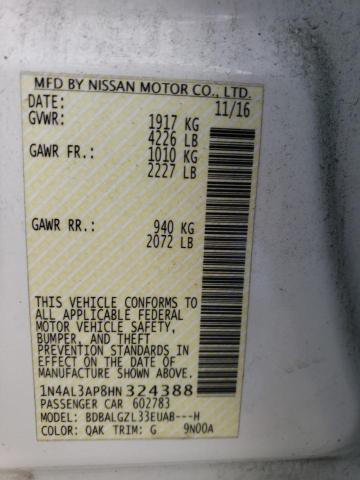 MFD BY NISSAN MOTOR CO., LTD.
DATE: 11/16
GVWR: 1917 KG
4226 LB
GAWR FR.: 1010 KG
2227 LB
GAWR RR.: 940 KG
2072 LB
THIS VEHICLE CONFORMS TO
ALL APPLICABLE FEDERAL
MOTOR VEHICLE SAFETY,
BUMPER, AND THEFT
PREVENTION STANDARDS IN
EFFECT ON THE DATE OF
MANUFACTURE SHOWN ABOVE.
1N4AL3AP8HN 324388
PASSENGER CAR 602783
MODEL: BDBALGZL33EUAB---H
COLOR: QAK TRIM: G 9N00A